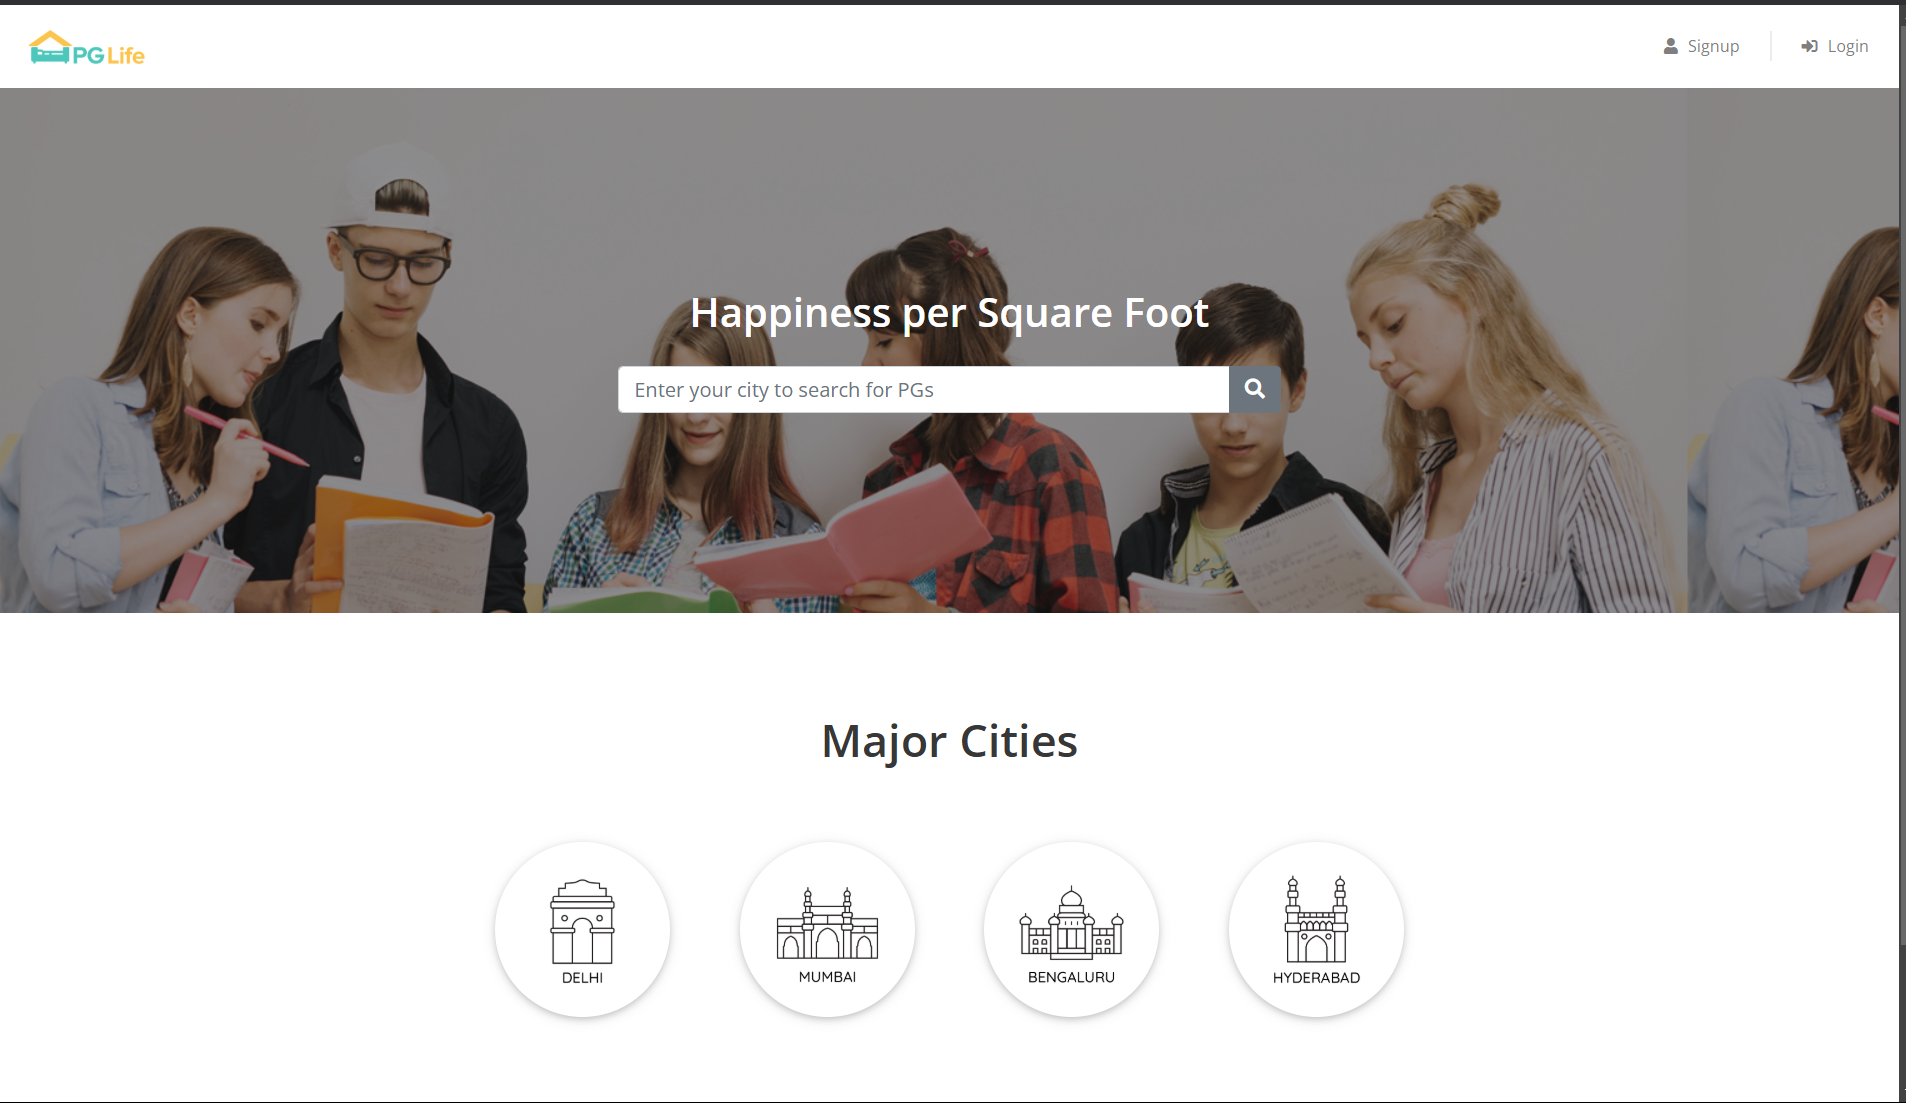 PG Life
Signup
Login
Happiness per Square Foot
Enter your city to search for PGs
Major Cities
DELHI
MUMBAI
BENGALURU
HYDERABAD